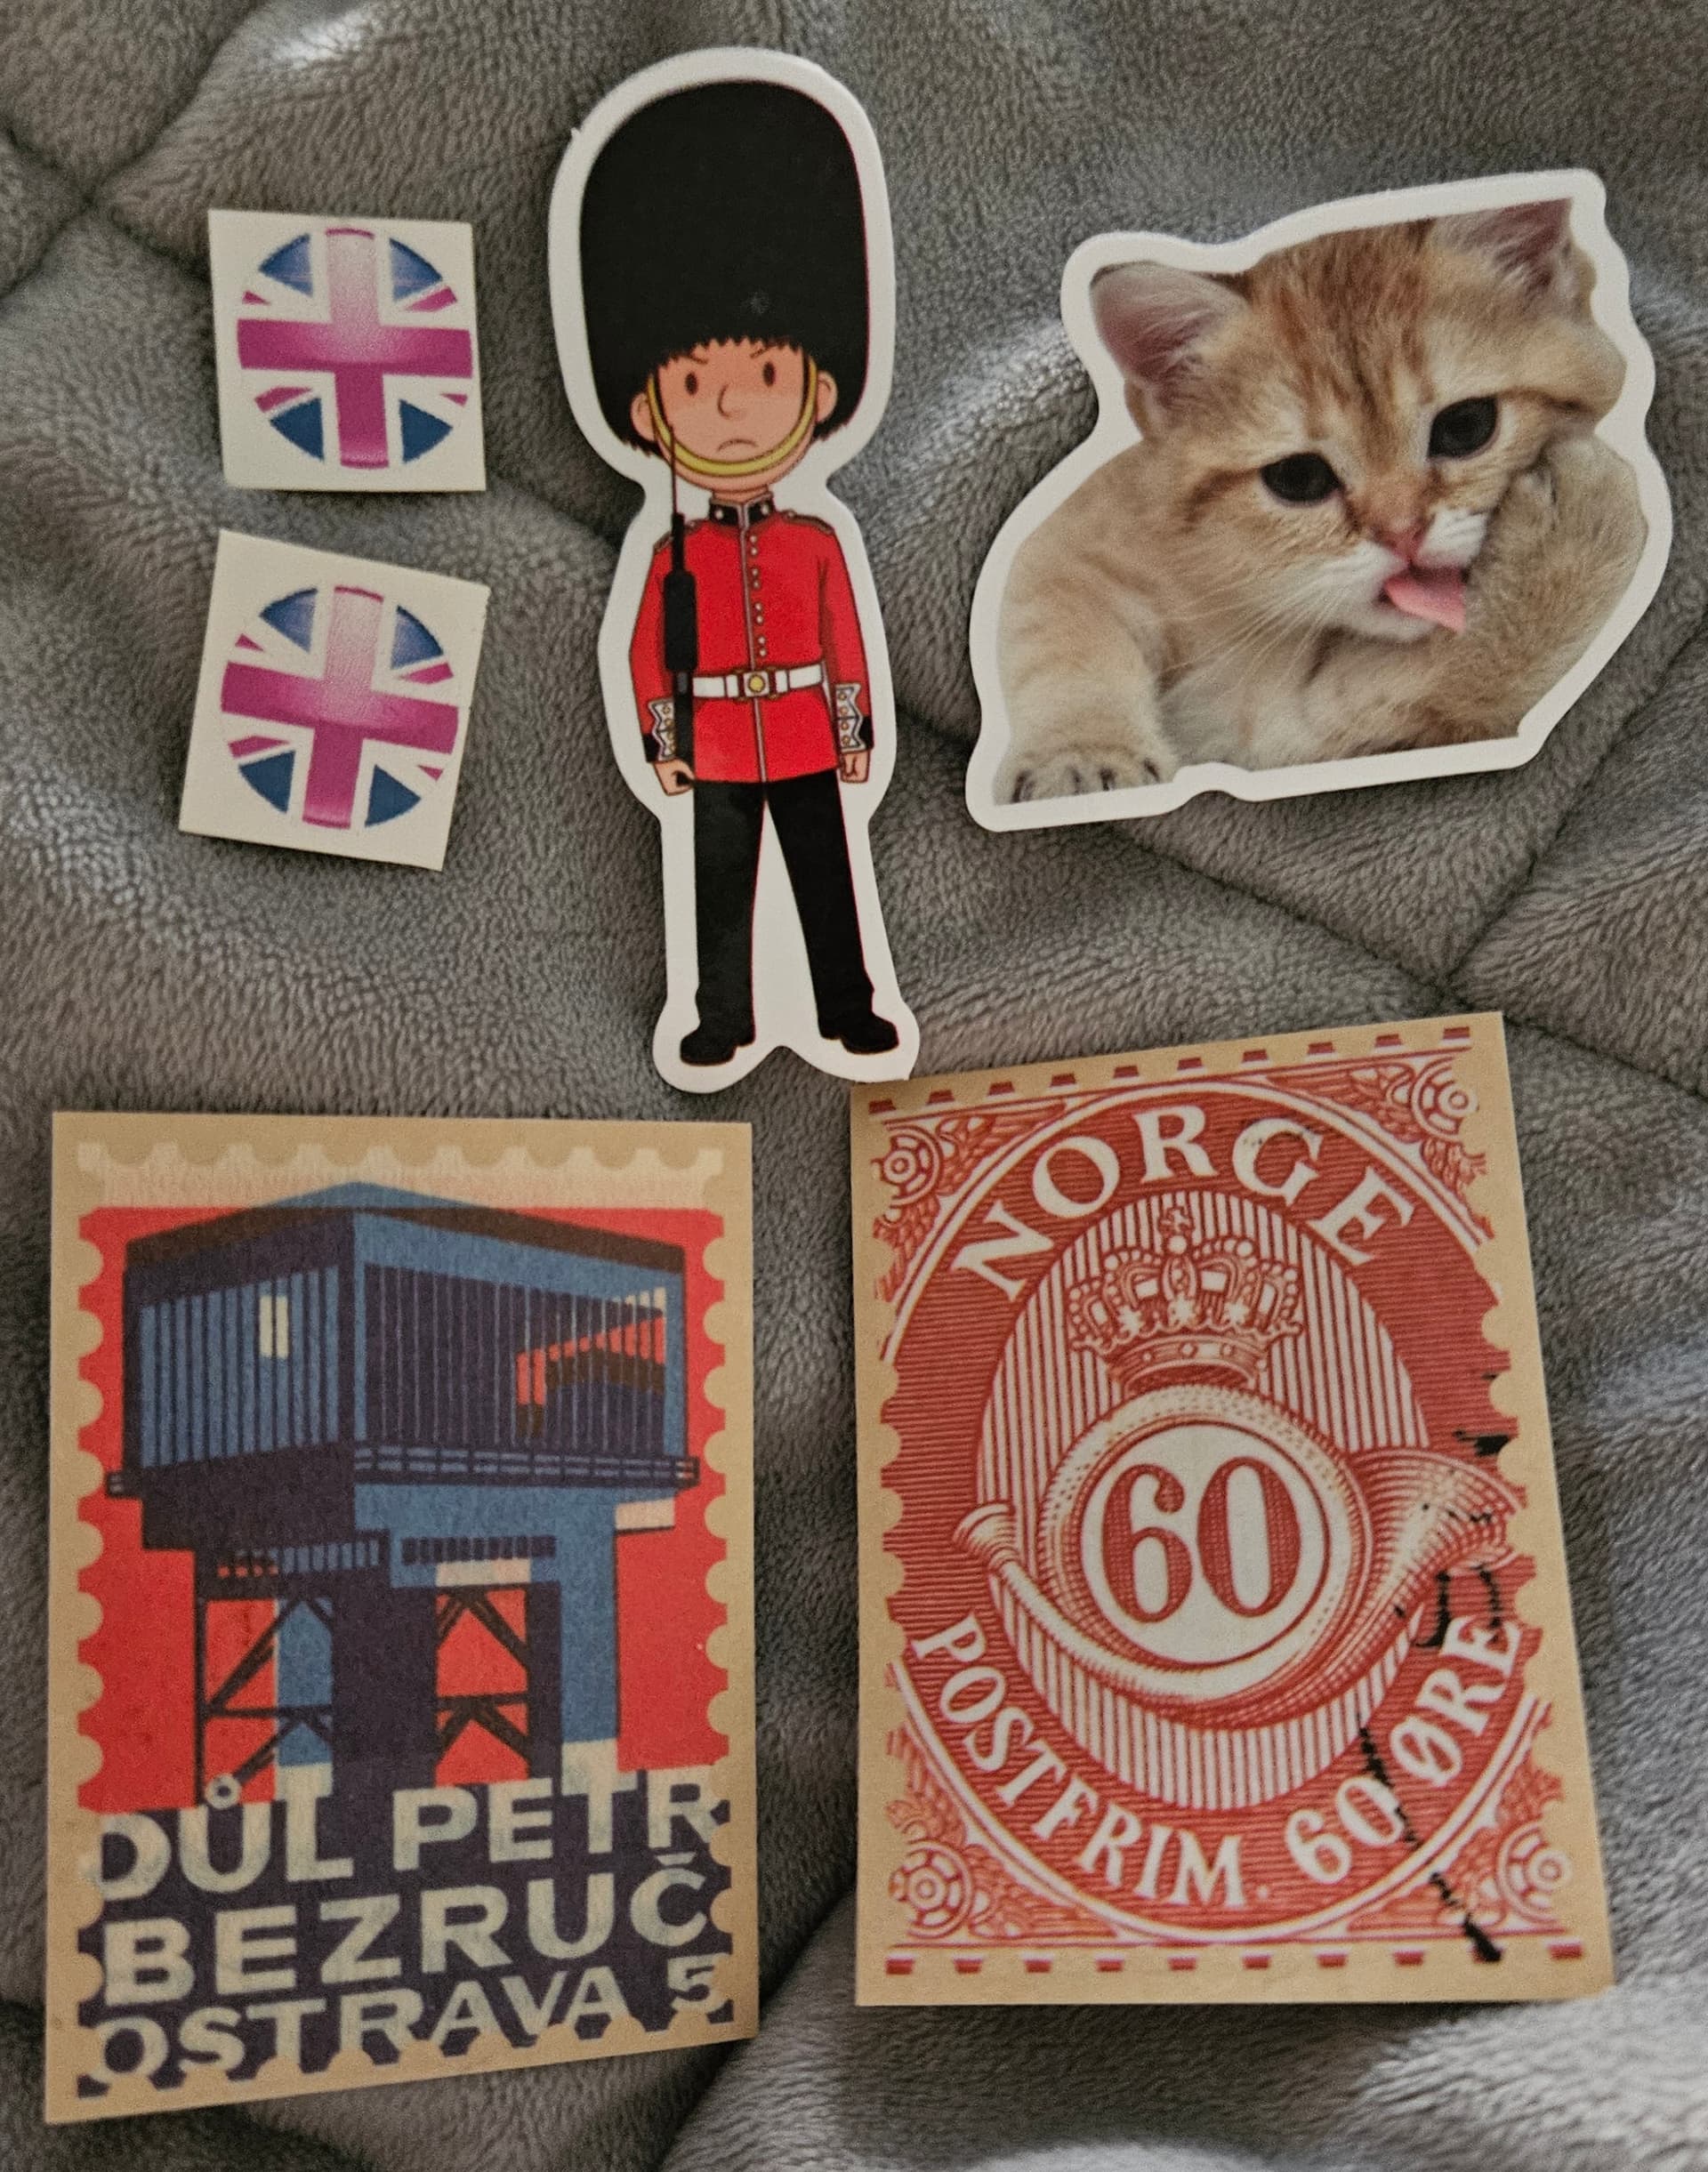 DŮL PETR
BEZRUČ
OSTRAVA 5
NORGE
60
POSTFRIM. 60 ØRE